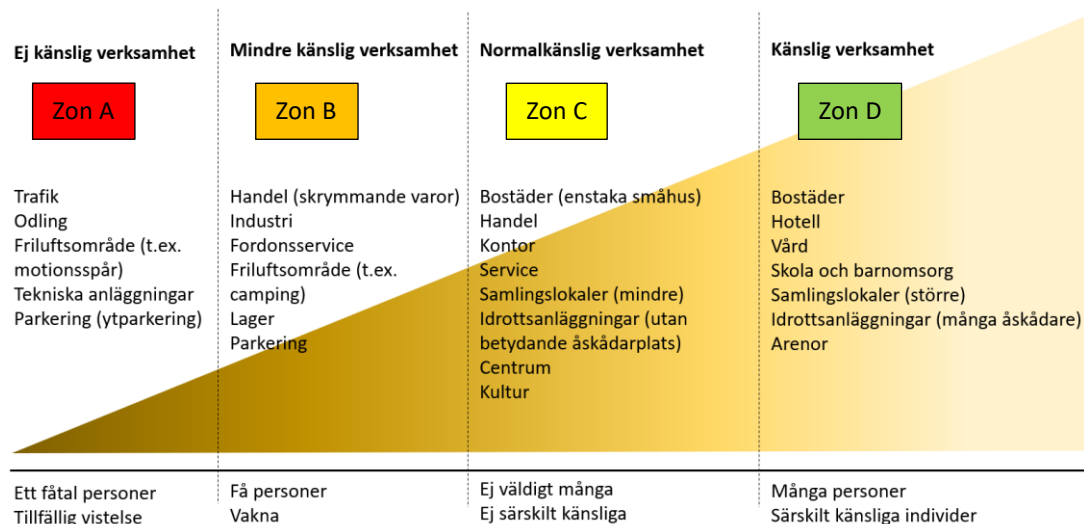 Ej känslig verksamhet
Zon A
Trafik
Odling
Friluftsområde (t.ex.
motionsspår)
Tekniska anläggningar
Parkering (ytparkering)
Ett fåtal personer
Tillfällig vistelse
Mindre känslig verksamhet
Zon B
Handel (skrymmande varor)
Industri
Fordonsservice
Friluftsområde (t.ex.
camping)
Lager
Parkering
Få personer
Vakna
Normalkänslig verksamhet
Zon C
Bostäder (enstaka småhus)
Handel
Kontor
Service
Samlingslokaler (mindre)
Idrottsanläggningar (utan
betydande åskådarplats)
Centrum
Kultur
Ej väldigt många
Ej särskilt känsliga
Känslig verksamhet
Zon D
Bostäder
Hotell
Vård
Skola och barnomsorg
Samlingslokaler (större)
Idrottsanläggningar (många åskådare)
Arenor
Många personer
Särskilt känsliga individer